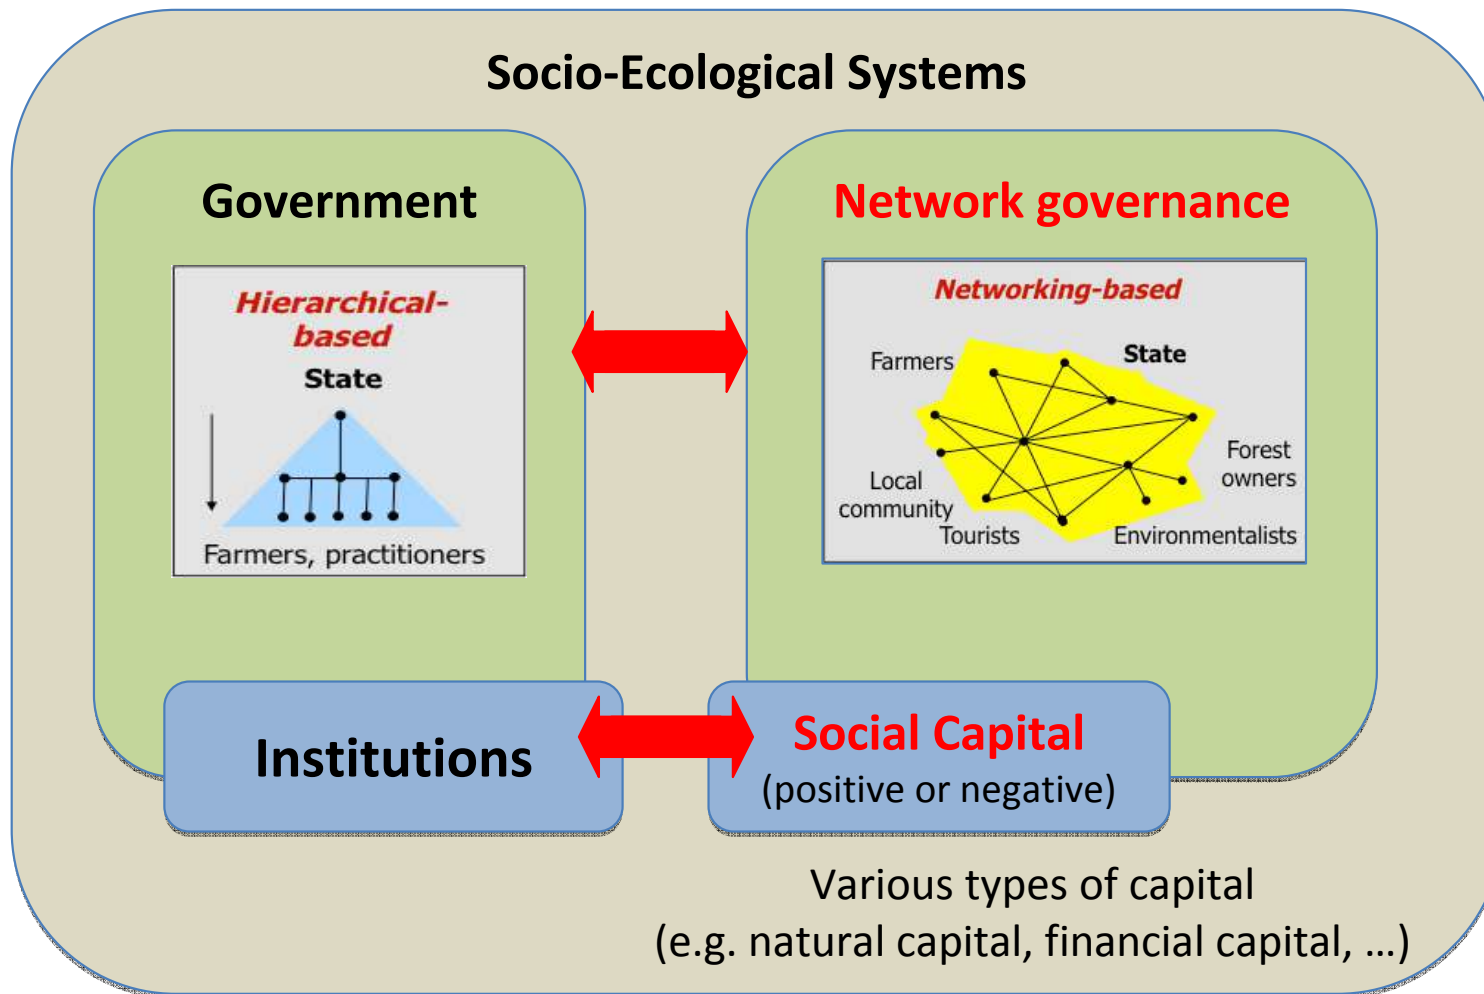 Socio-Ecological Systems
Government
Hierarchical-
based
State
Farmers, practitioners
Network governance
Networking-based
Farmers
State
Forest
owners
Local
community
Tourists
Environmentalists
Institutions
Social Capital
(positive or negative)
Various types of capital
(e.g. natural capital, financial capital, ...)